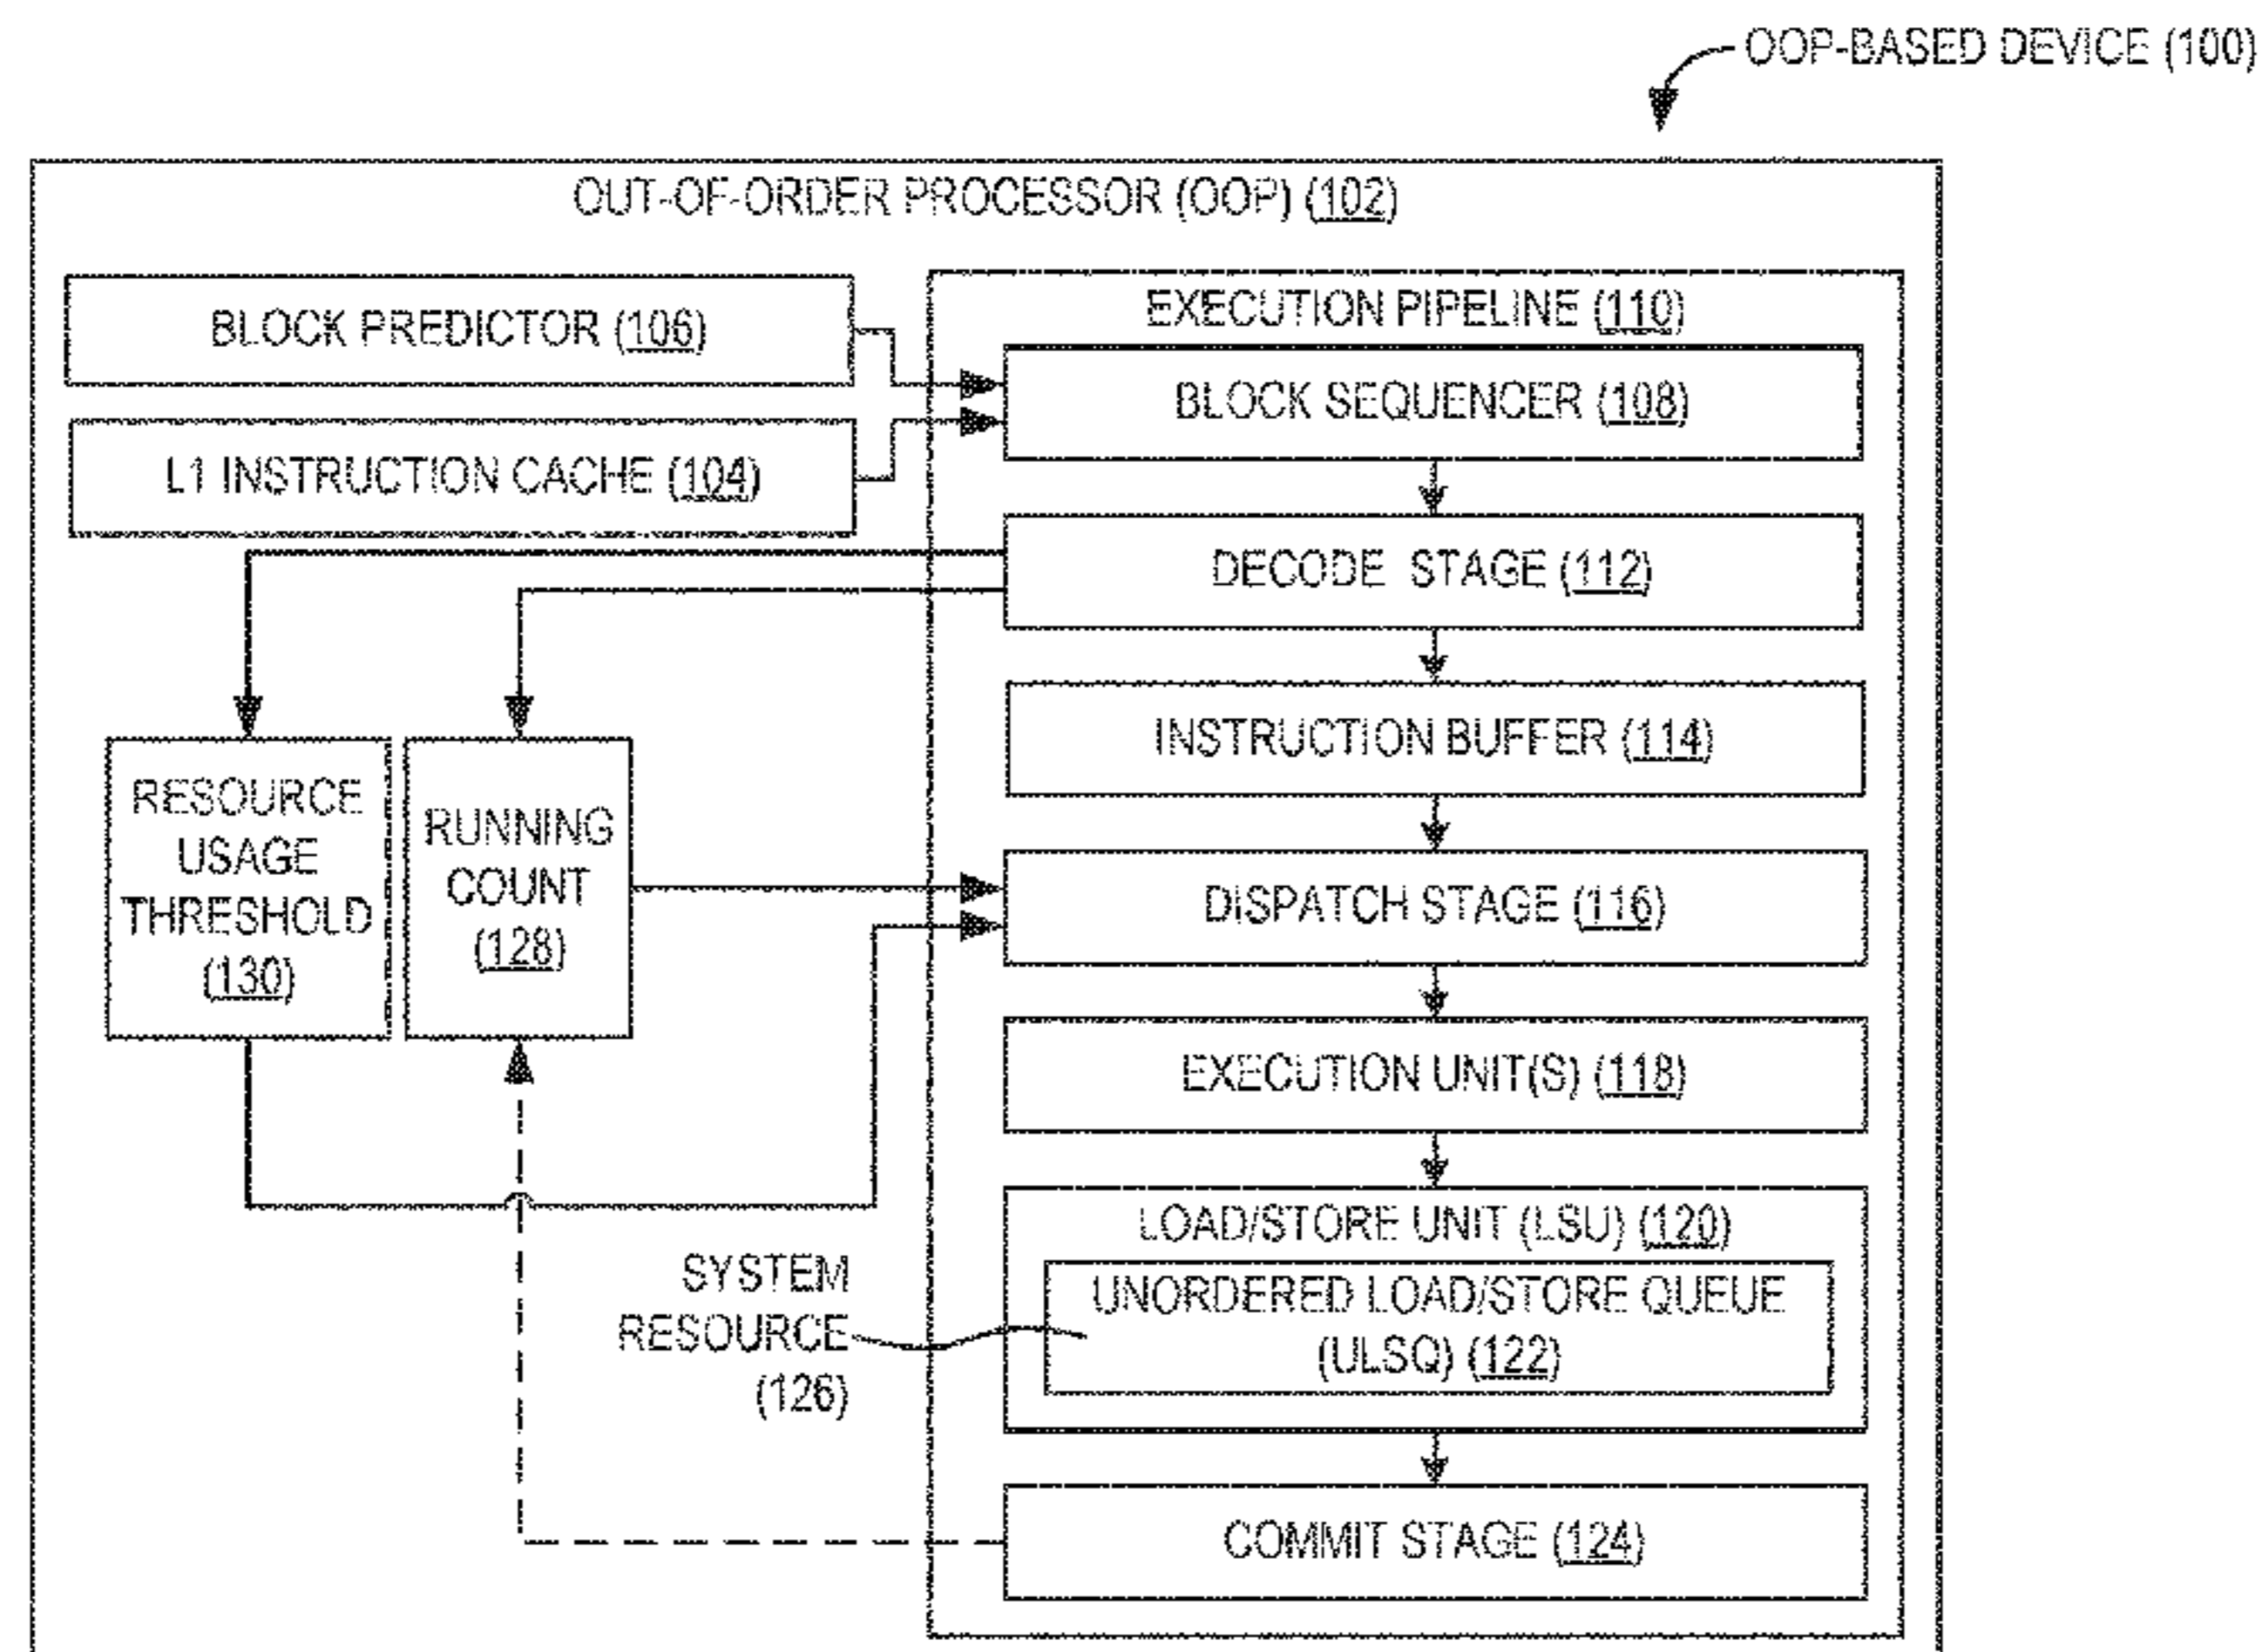 OOP-BASED DEVICE (100)
OUT-OF-ORDER PROCESSOR (OOP) (102)
BLOCK PREDICTOR (106)
L1 INSTRUCTION CACHE (104)
EXECUTION PIPELINE (110)
BLOCK SEQUENCER (108)
DECODE STAGE (112)
INSTRUCTION BUFFER (114)
RESOURCE
USAGE
THRESHOLD
(130)
RUNNING
COUNT
(128)
DISPATCH STAGE (116)
EXECUTION UNIT(S) (118)
LOAD/STORE UNIT (LSU) (120)
UNORDERED LOAD/STORE QUEUE
(ULSQ) (122)
SYSTEM
RESOURCE
(126)
COMMIT STAGE (124)